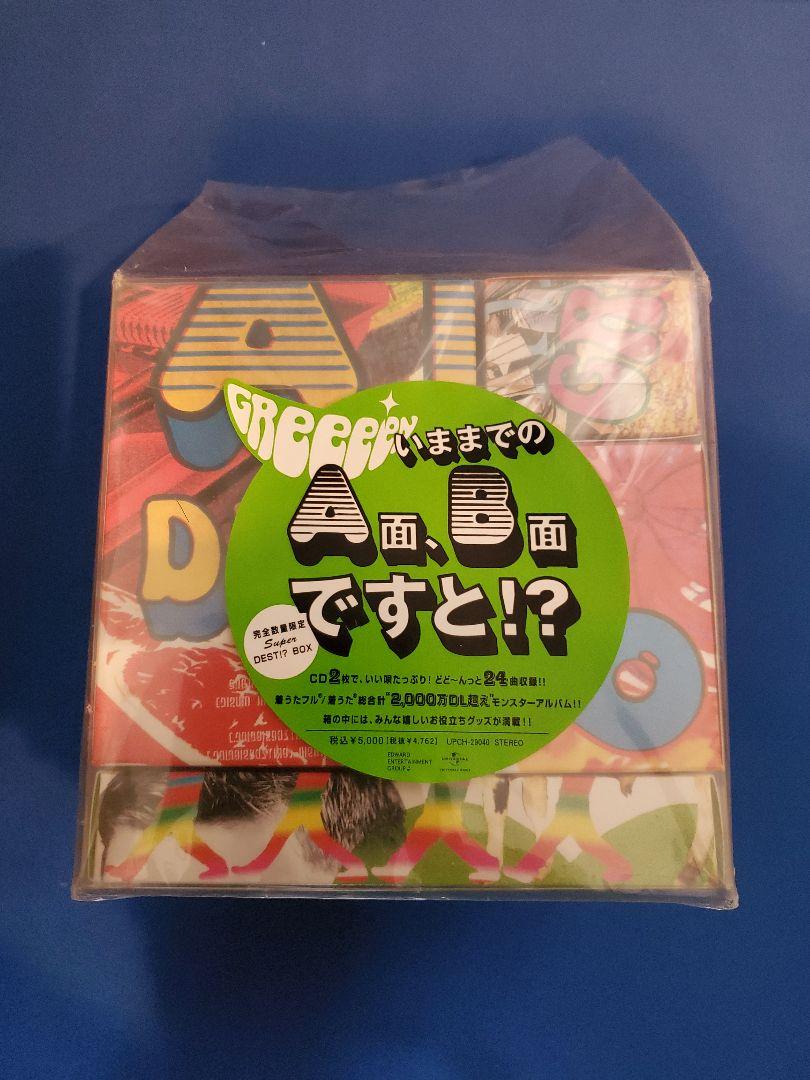 A
D
GReeeeN
いままでの
A面、B面
ですと!?
完全数量限定
Super
DEST!? BOX
CD2枚で、いい唄たっぷり! どど〜んっと24曲収録!!
着うたフル®/着うた®総合計"2,000万DL超え"モンスターアルバム!!
箱の中には、みんな嬉しいお役立ちグッズが満載!!
税込¥5,000 [税抜¥4,762] UPCH-29040 STEREO
EDWARD
ENTERTAINMENT
GROUP
UNIVERSAL